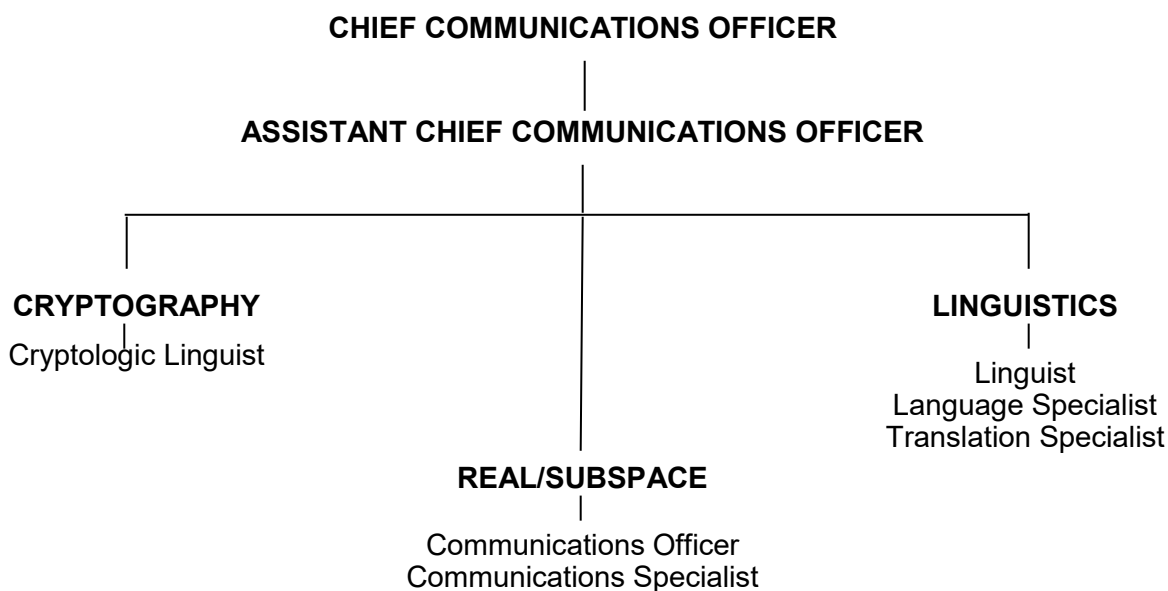 CHIEF COMMUNICATIONS OFFICER
ASSISTANT CHIEF COMMUNICATIONS OFFICER
CRYPTOGRAPHY
Cryptologic Linguist
REAL/SUBSPACE
Communications Officer
Communications Specialist
LINGUISTICS
Linguist
Language Specialist
Translation Specialist